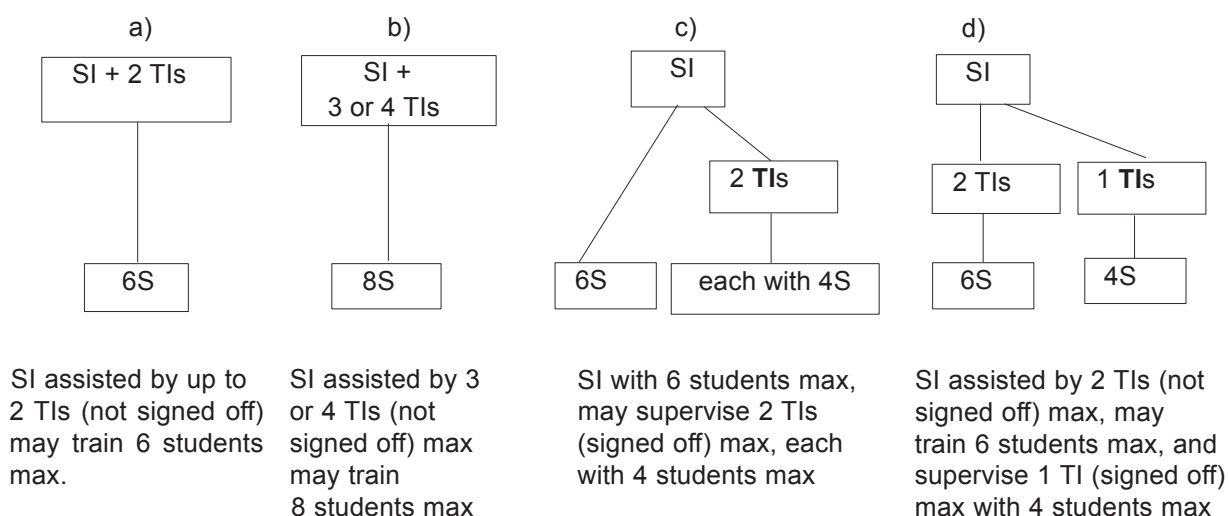 a)
SI + 2 TIs
6S
SI assisted by up to
2 TIs (not signed off)
may train 6 students
max.
b)
SI +
3 or 4 TIs
8S
SI assisted by 3
or 4 TIs (not
signed off) max
may train
8 students max
c)
SI
2 TIs
6S
each with 4S
SI with 6 students max,
may supervise 2 TIs
(signed off) max, each
with 4 students max
d)
SI
2 TIs
1 TIs
6S
4S
SI assisted by 2 TIs (not
signed off) max, may
train 6 students max, and
supervise 1 TI (signed off)
max with 4 students max